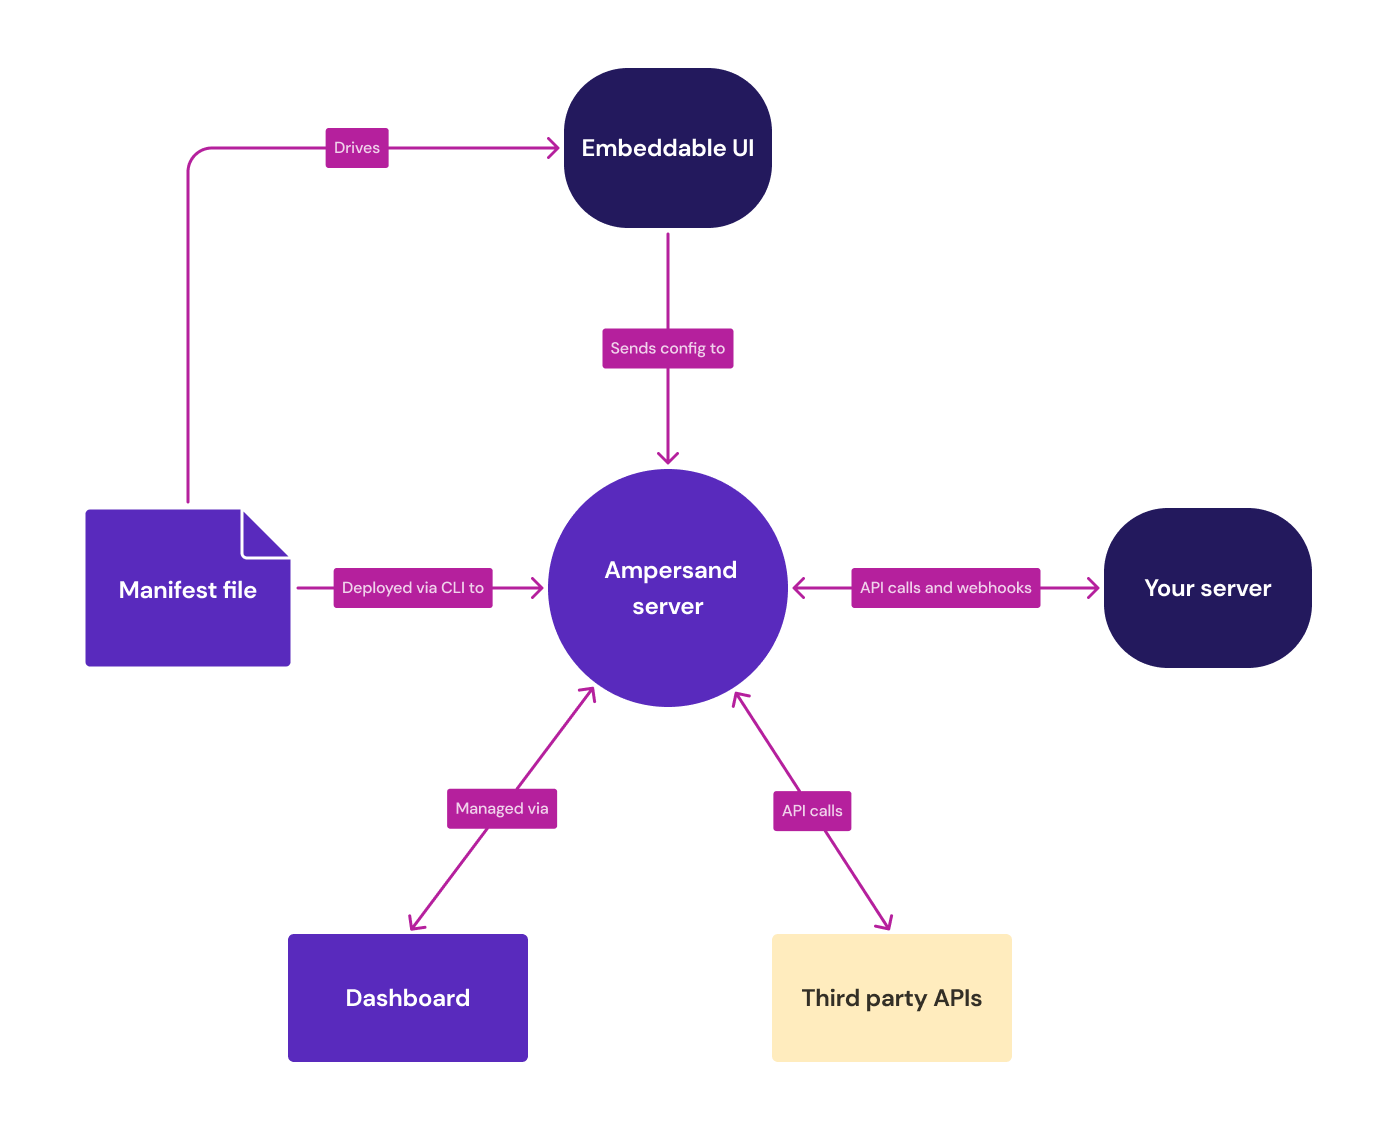 Embeddable UI
Drives
Sends config to
Manifest file
Deployed via CLI to
Ampersand
server
API calls and webhooks
Your server
Managed via
API calls
Dashboard
Third party APIs